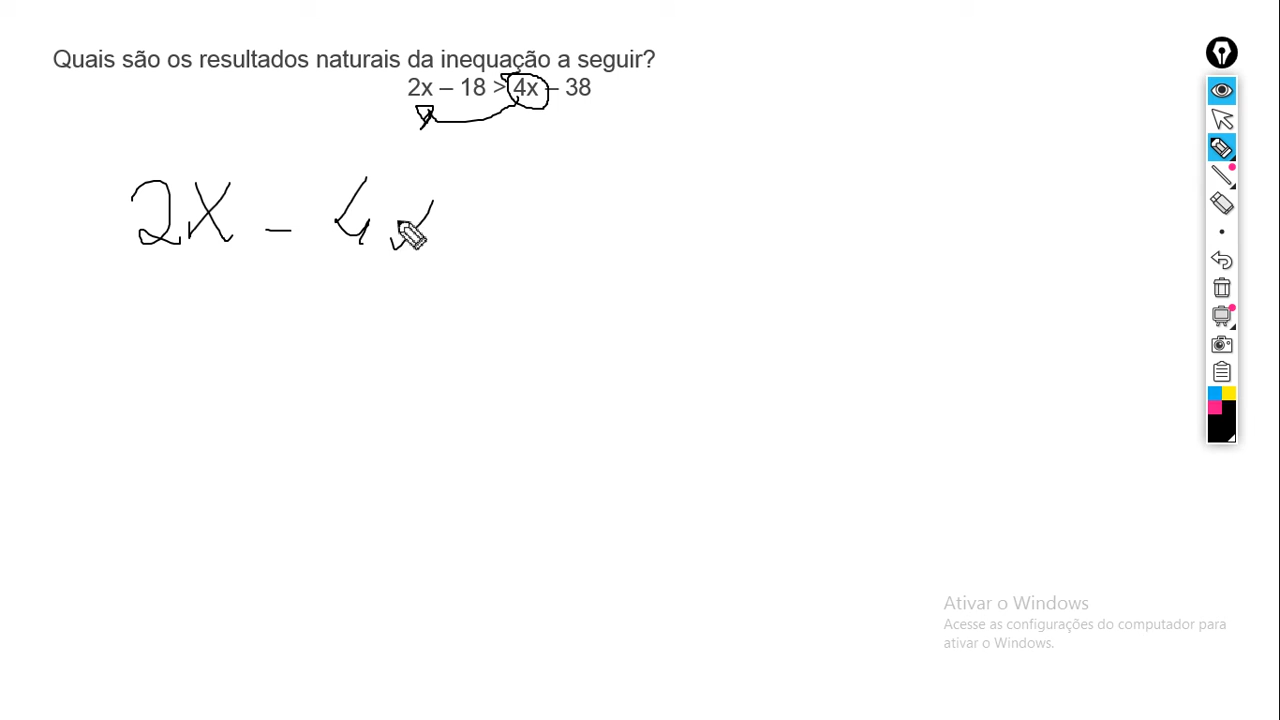 Quais são os resultados naturais da inequação a seguir?
2x – 18 > 4x – 38
2x - 4x
Ativar o Windows
Acesse as configurações do computador para
ativar o Windows.